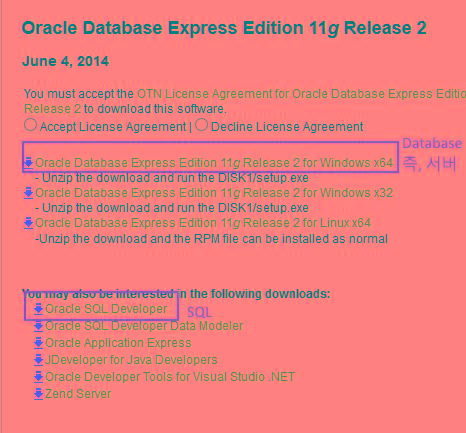 Oracle Database Express Edition 11g Release 2
June 4, 2014
You must accept the OTN License Agreement for Oracle Database Express Editio
Release 2 to download this software.
Accept License Agreement | Decline License Agreement
Database
Oracle Database Express Edition 11g Release 2 for Windows x64
즉, 서버
- Unzip the download and run the DISK1/setup.exe
Oracle Database Express Edition 11g Release 2 for Windows x32
- Unzip the download and run the DISK1/setup.exe
Oracle Database Express Edition 11g Release 2 for Linux x64
-Unzip the download and the RPM file can be installed as normal
You may also be interested in the following downloads:
Oracle SQL Developer
SQL
Oracle SQL Developer Data Modeler
Oracle Application Express
JDeveloper for Java Developers
Oracle Developer Tools for Visual Studio .NET
Zend Server